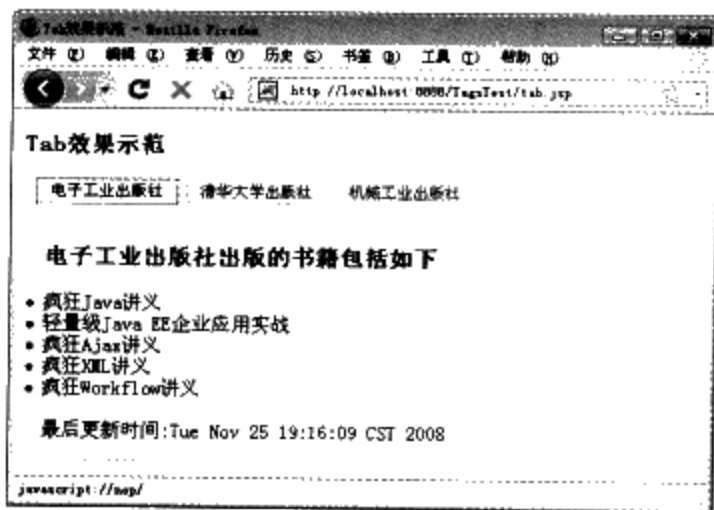 Tab效果示范 - Mozilla Firefox
文件 (F) 编辑 (E) 查看 (V) 历史 (S) 书签 (B) 工具 (T) 帮助 (H)
http://localhost:8888/TagsTest/tab.jsp
Tab效果示范
电子工业出版社 清华大学出版社 机械工业出版社
电子工业出版社出版的书籍包括如下
• 疯狂Java讲义
• 轻量级Java EE企业应用实战
• 疯狂Ajax讲义
• 疯狂XML讲义
• 疯狂Workflow讲义
最后更新时间:Tue Nov 25 19:16:09 CST 2008
javascript://nop/